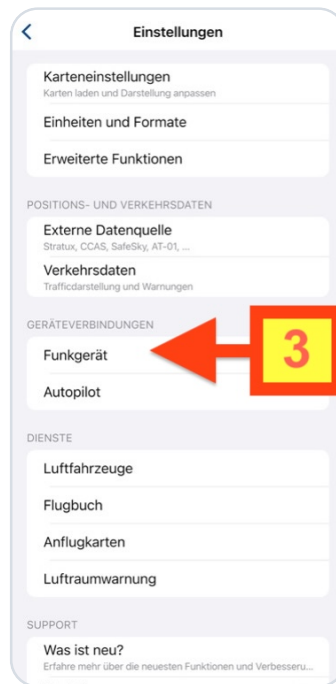 Einstellungen
Karteneinstellungen
Karten laden und Darstellung anpassen
Einheiten und Formate
Erweiterte Funktionen
POSITIONS- UND VERKEHRSDATEN
Externe Datenquelle
Stratux, CCAS, SafeSky, AT-01, ...
Verkehrsdaten
Trafficdarstellung und Warnungen
GERÄTEVERBINDUNGEN
Funkgerät
3
Autopilot
DIENSTE
Luftfahrzeuge
Flugbuch
Anflugkarten
Luftraumwarnung
SUPPORT
Was ist neu?
Erfahre mehr über die neuesten Funktionen und Verbesseru...